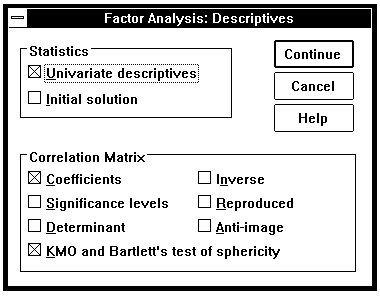 Factor Analysis: Descriptives
Statistics
Univariate descriptives
Initial solution
Continue
Cancel
Help
Correlation Matrix
Coefficients
Inverse
Significance levels
Reproduced
Determinant
Anti-image
KMO and Bartlett's test of sphericity